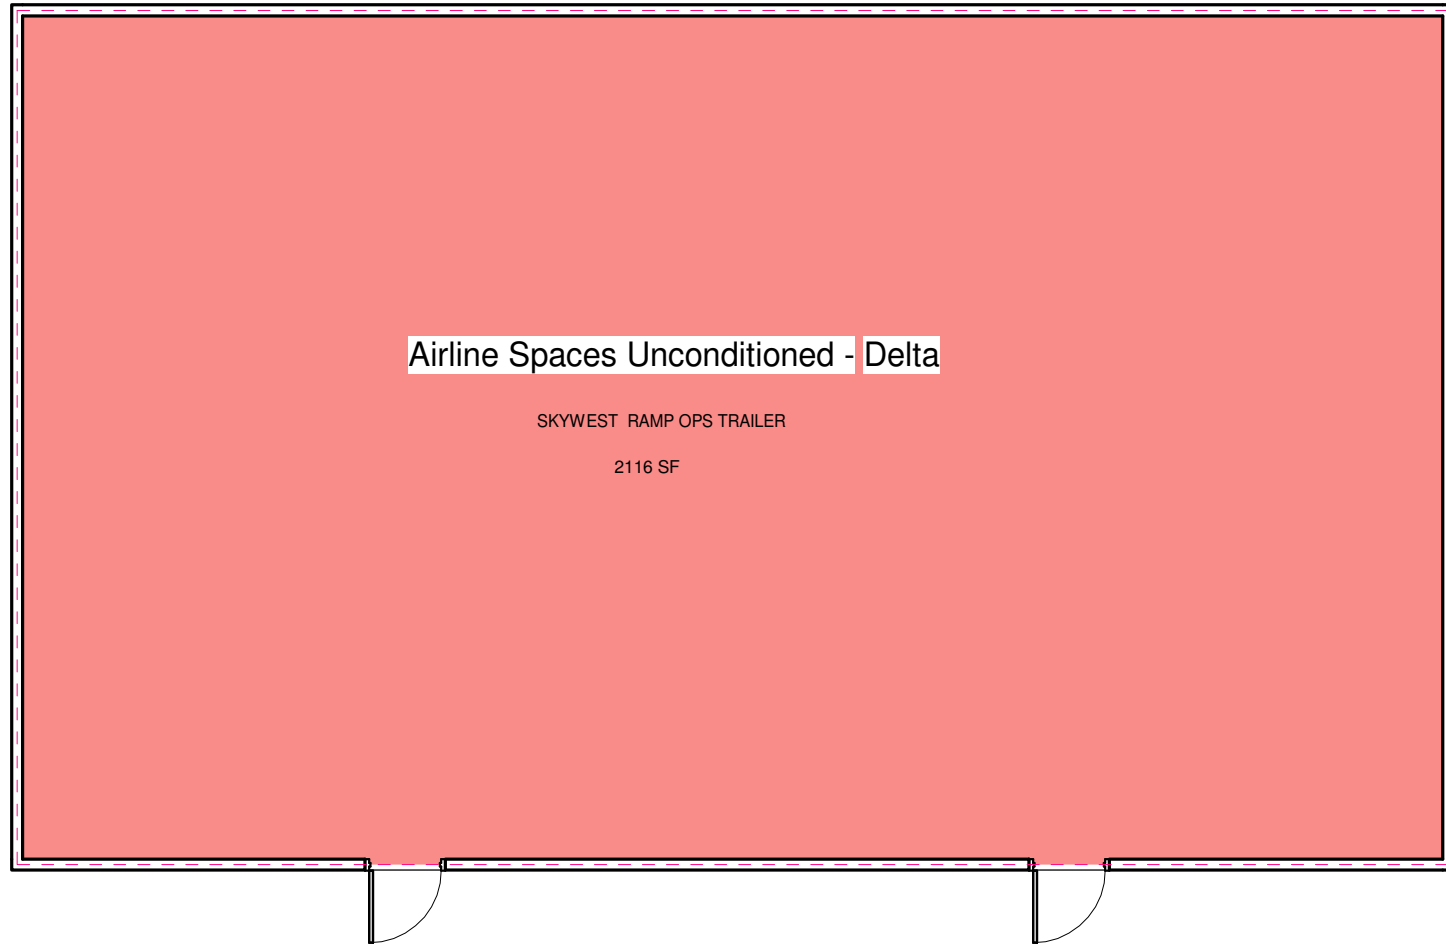 Airline Spaces Unconditioned - Delta
SKYWEST RAMP OPS TRAILER
2116 SF